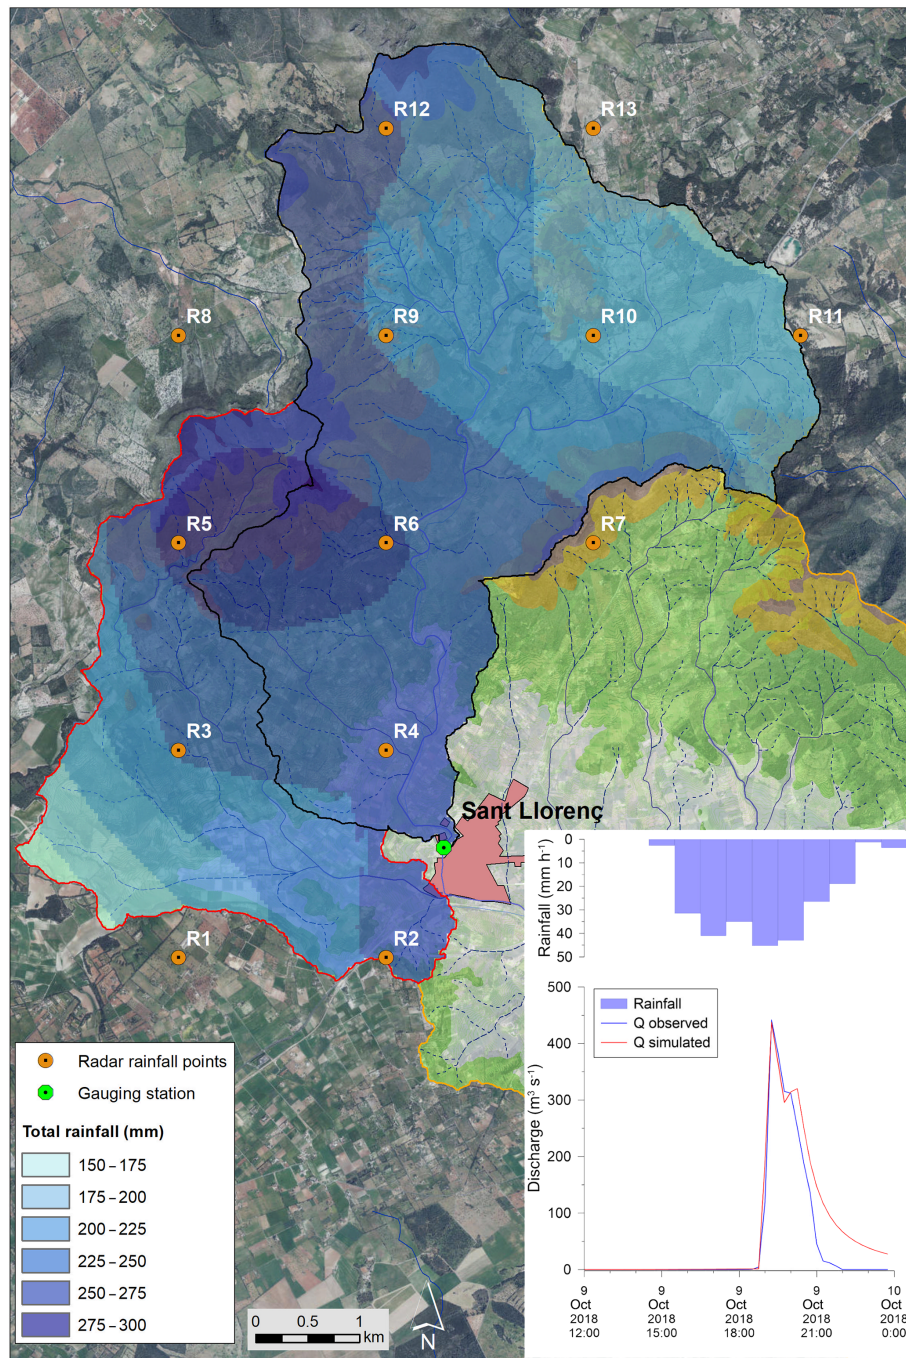 R12
R13
R8
R9
R10
R11
R5
R6
R7
R3
R4
Sant Llorenç
R1
R2
Radar rainfall points
Gauging station
Total rainfall (mm)
150–175
175–200
200–225
225–250
250–275
275–300
0 0.5 1
km
N
Rainfall (mm h⁻¹)
0
10
20
30
40
50
Discharge (m³ s⁻¹)
500
400
300
200
100
0
Rainfall
Q observed
Q simulated
9 Oct 2018 12:00
9 Oct 2018 15:00
9 Oct 2018 18:00
9 Oct 2018 21:00
10 Oct 2018 0:00